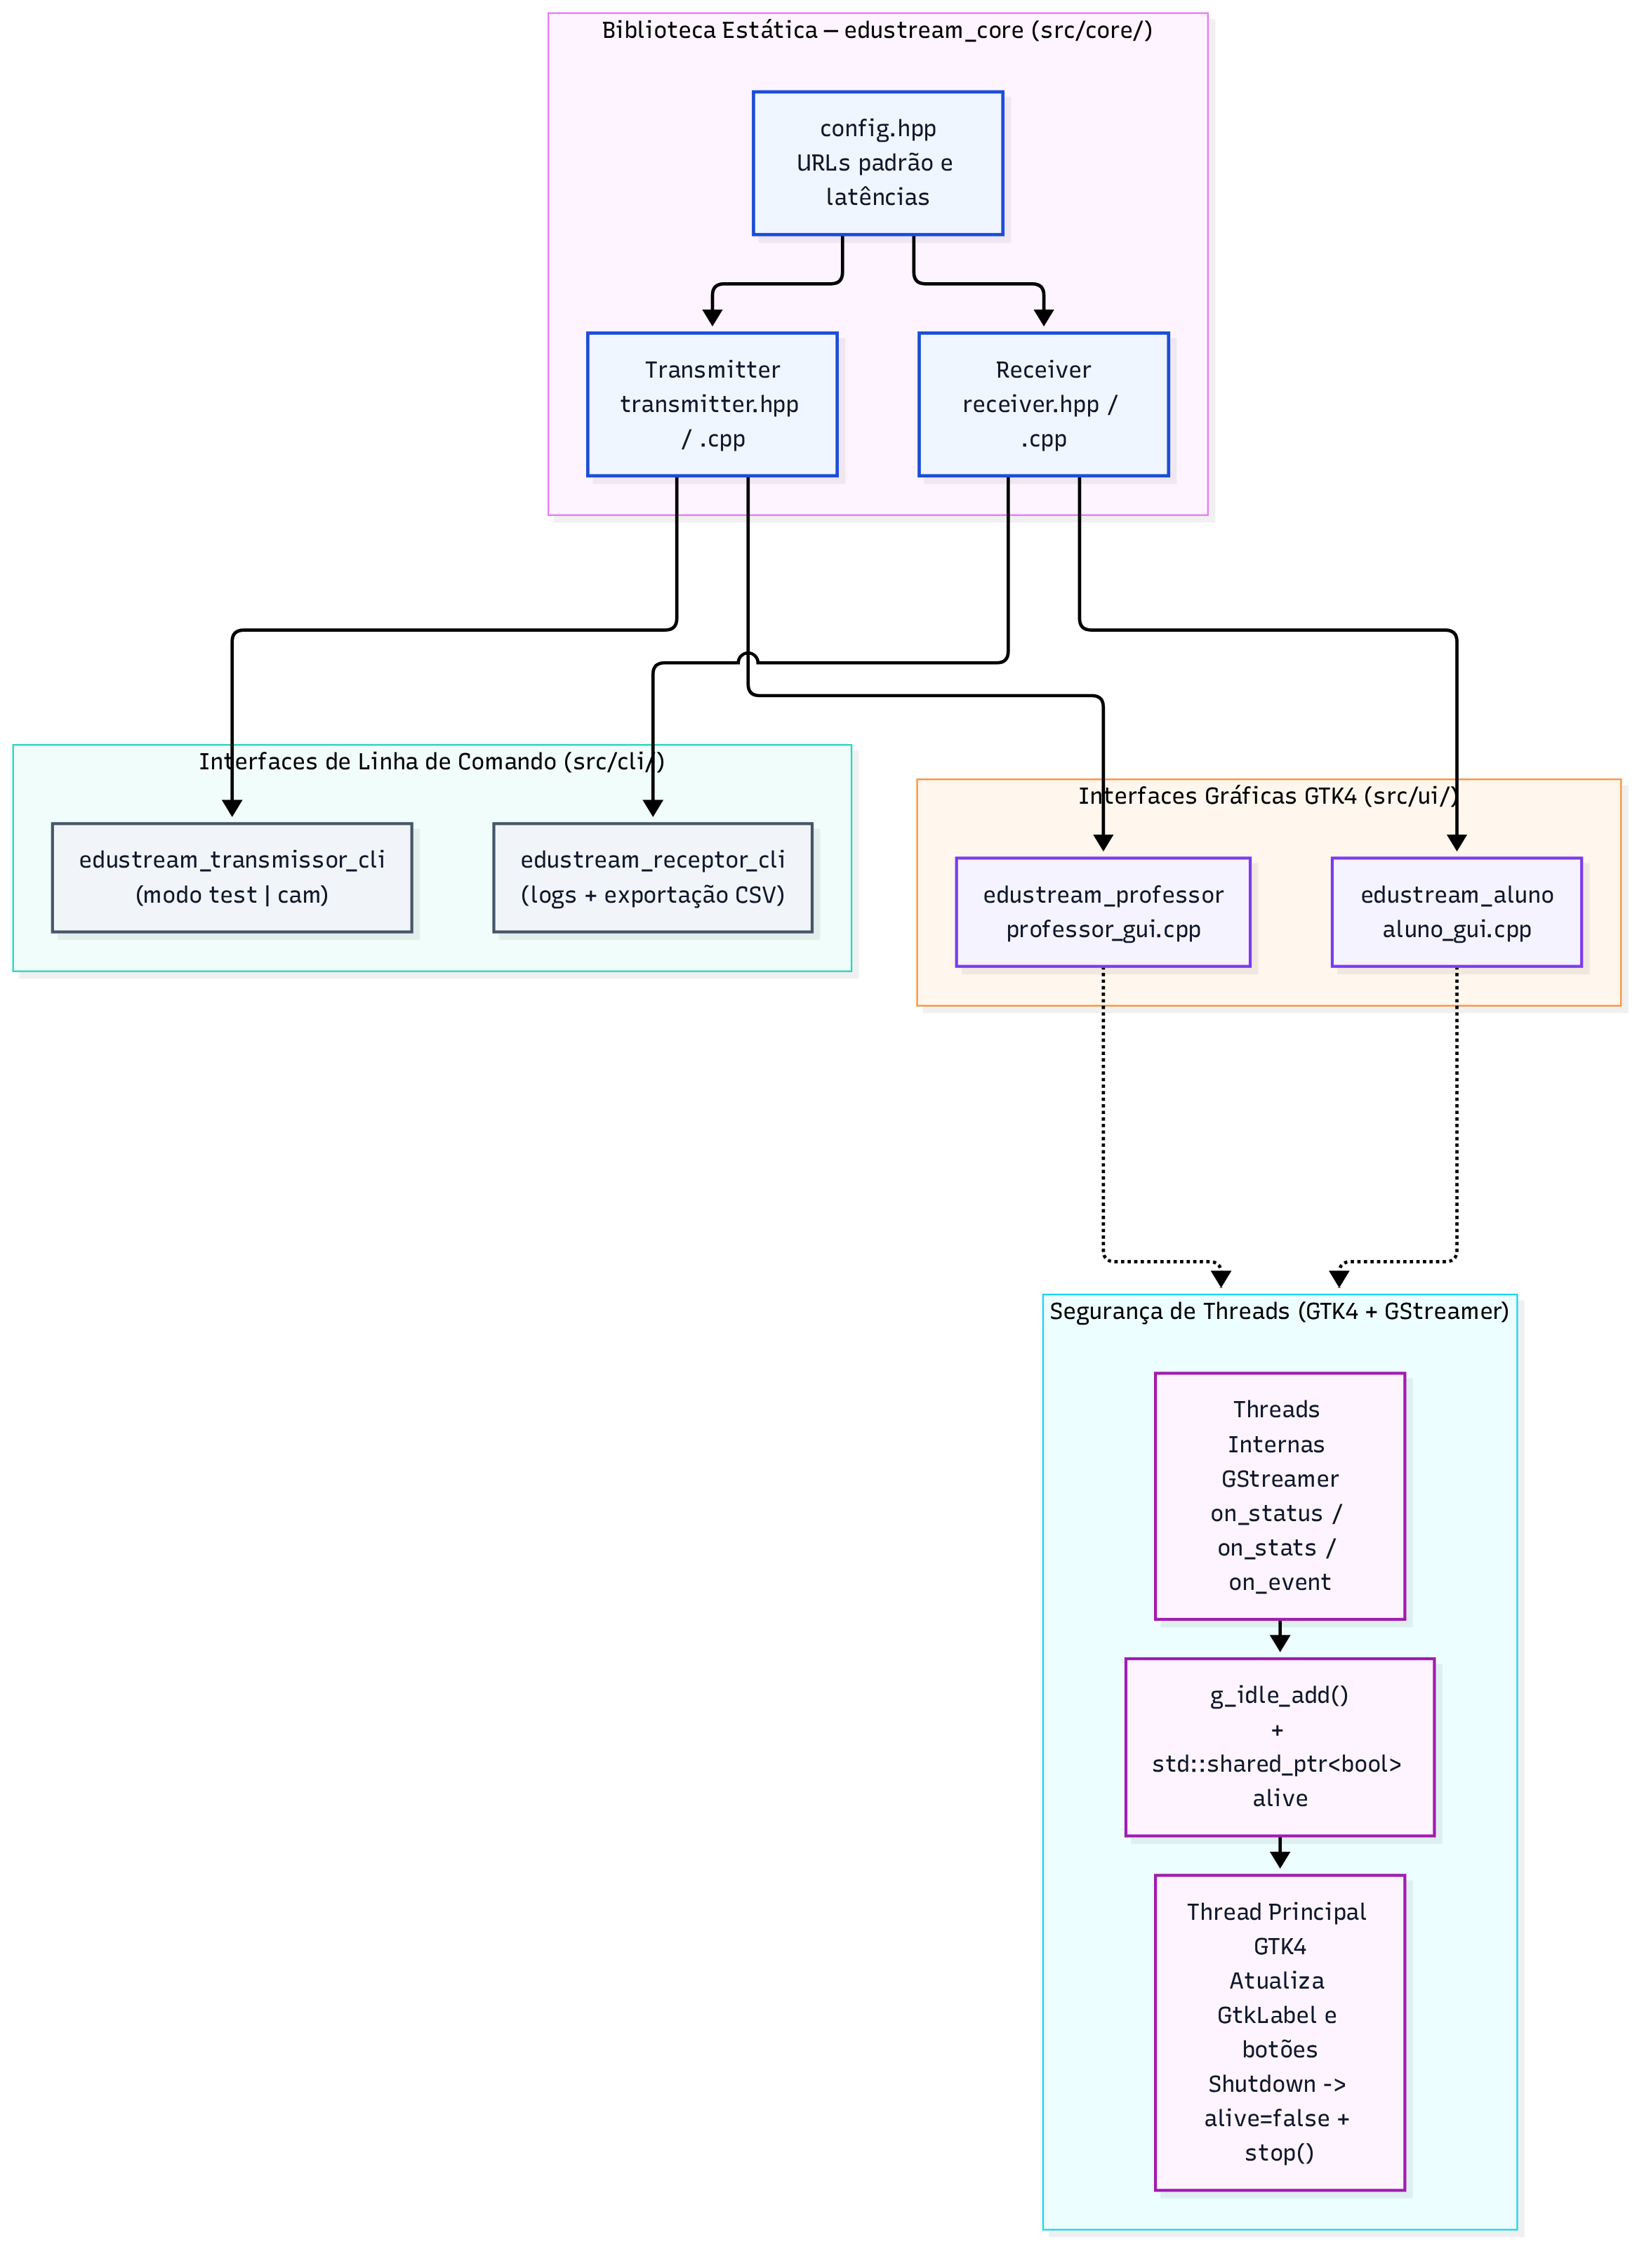 Biblioteca Estática — edustream_core (src/core/)
config.hpp
URLs padrão e
latências
Transmitter
transmitter.hpp
/ .cpp
Receiver
receiver.hpp /
.cpp
Interfaces de Linha de Comando (src/cli/)
edustream_transmissor_cli
(modo test | cam)
edustream_receptor_cli
(logs + exportação CSV)
Interfaces Gráficas GTK4 (src/ui/)
edustream_professor
professor_gui.cpp
edustream_aluno
aluno_gui.cpp
Segurança de Threads (GTK4 + GStreamer)
Threads
Internas
GStreamer
on_status /
on_stats /
on_event
g_idle_add()
+
std::shared_ptr<bool>
alive
Thread Principal
GTK4
Atualiza
GtkLabel e
botões
Shutdown ->
alive=false +
stop()